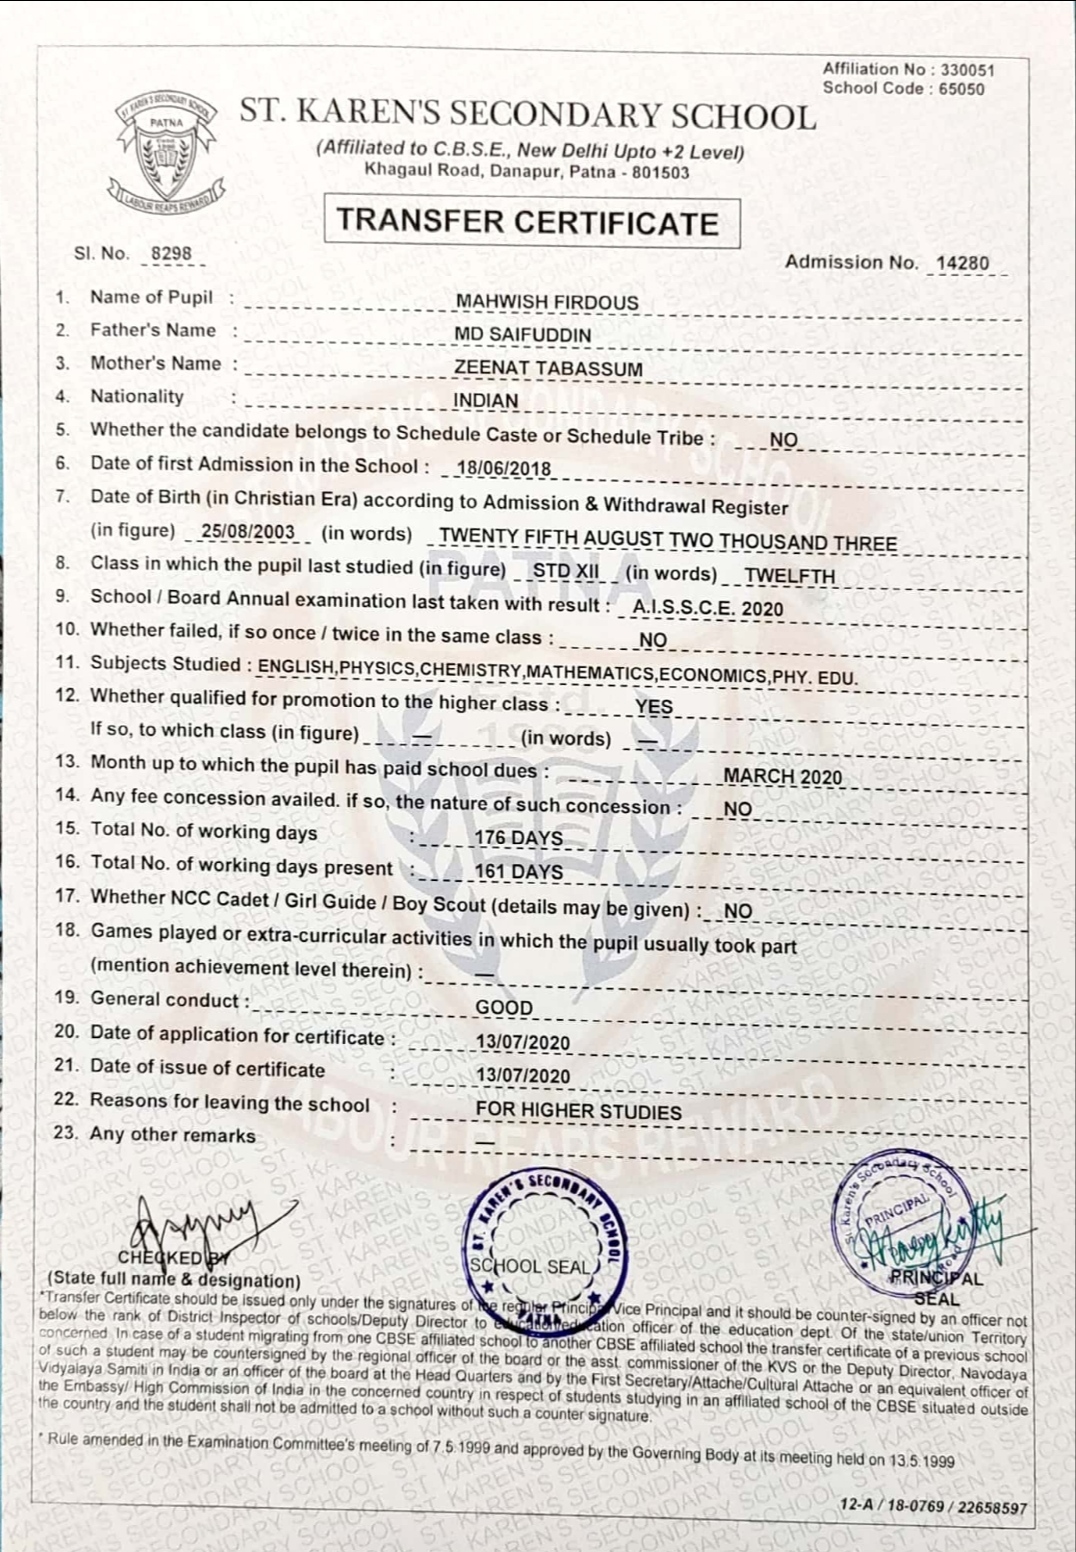 Affiliation No : 330051
School Code : 65050
ST. KAREN'S SECONDARY SCHOOL
PATNA
LABOUR REAPS REWARD
ST. KAREN'S SECONDARY SCHOOL
(Affiliated to C.B.S.E., New Delhi Upto +2 Level)
Khagaul Road, Danapur, Patna - 801503
TRANSFER CERTIFICATE
Sl. No. 8298
Admission No. 14280
1. Name of Pupil : MAHWISH FIRDOUS
2. Father's Name : MD SAIFUDDIN
3. Mother's Name : ZEENAT TABASSUM
4. Nationality : INDIAN
5. Whether the candidate belongs to Schedule Caste or Schedule Tribe : NO
6. Date of first Admission in the School : 18/06/2018
7. Date of Birth (in Christian Era) according to Admission & Withdrawal Register
(in figure) 25/08/2003 (in words) TWENTY FIFTH AUGUST TWO THOUSAND THREE
8. Class in which the pupil last studied (in figure) STD XII (in words) TWELFTH
9. School / Board Annual examination last taken with result : A.I.S.S.C.E. 2020
10. Whether failed, if so once / twice in the same class : NO
11. Subjects Studied : ENGLISH,PHYSICS,CHEMISTRY,MATHEMATICS,ECONOMICS,PHY. EDU.
12. Whether qualified for promotion to the higher class : YES
If so, to which class (in figure) — (in words) —
13. Month up to which the pupil has paid school dues : MARCH 2020
14. Any fee concession availed. if so, the nature of such concession : NO
15. Total No. of working days : 176 DAYS
16. Total No. of working days present : 161 DAYS
17. Whether NCC Cadet / Girl Guide / Boy Scout (details may be given) : NO
18. Games played or extra-curricular activities in which the pupil usually took part
(mention achievement level therein) : —
19. General conduct : GOOD
20. Date of application for certificate : 13/07/2020
21. Date of issue of certificate : 13/07/2020
22. Reasons for leaving the school : FOR HIGHER STUDIES
23. Any other remarks : —
ST. KAREN'S SECONDARY SCHOOL
SCHOOL SEAL
PATNA
St. Karen's Secondary School
PRINCIPAL
CHECKED BY
(State full name & designation)
PRINCIPAL
SEAL
*Transfer Certificate should be issued only under the signatures of the regular Principal/Vice Principal and it should be counter-signed by an officer not
below the rank of District Inspector of schools/Deputy Director to education/education officer of the education dept. Of the state/union Territory
concerned. In case of a student migrating from one CBSE affiliated school to another CBSE affiliated school the transfer certificate of a previous school
of such a student may be countersigned by the regional officer of the board or the asst. commissioner of the KVS or the Deputy Director, Navodaya
Vidyalaya Samiti in India or an officer of the board at the Head Quarters and by the First Secretary/Attache/Cultural Attache or an equivalent officer of
the Embassy/ High Commission of India in the concerned country in respect of students studying in an affiliated school of the CBSE situated outside
the country and the student shall not be admitted to a school without such a counter signature.
* Rule amended in the Examination Committee's meeting of 7.5.1999 and approved by the Governing Body at its meeting held on 13.5.1999
12-A / 18-0769 / 22658597